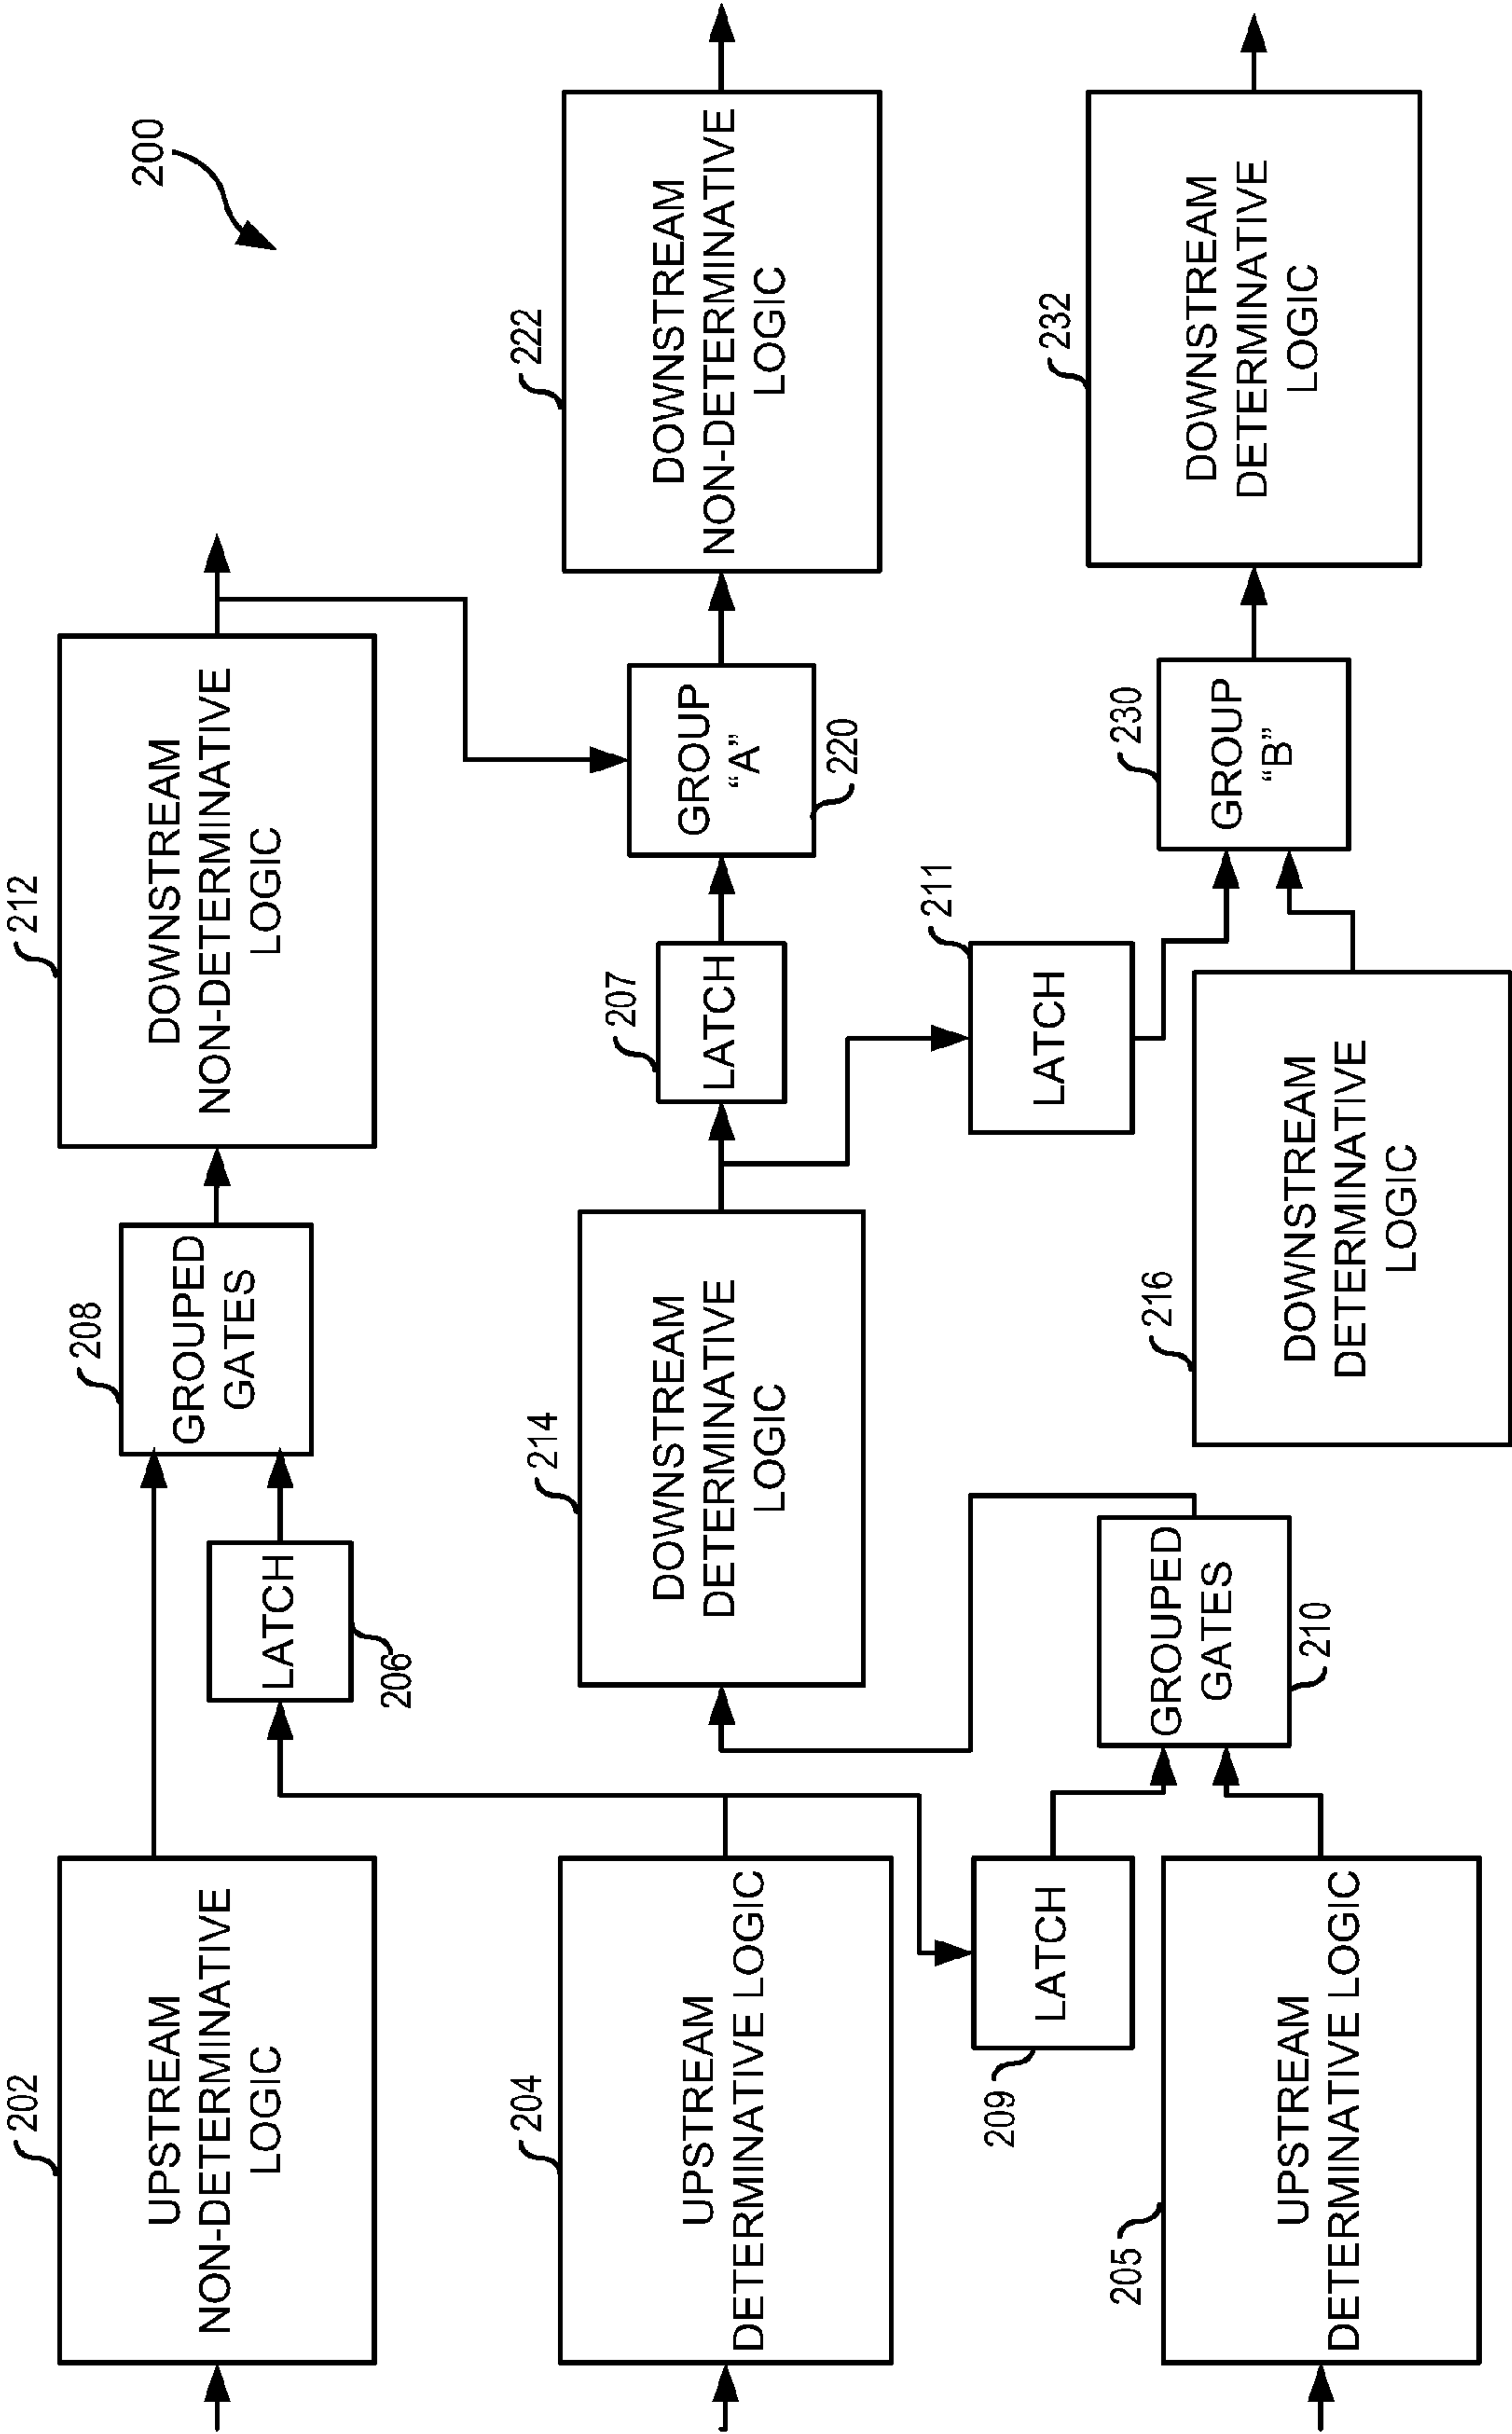 200
202
UPSTREAM
NON-DETERMINATIVE
LOGIC
208
GROUPED
GATES
LATCH
206
212
DOWNSTREAM
NON-DETERMINATIVE
LOGIC
204
UPSTREAM
DETERMINATIVE LOGIC
214
DOWNSTREAM
DETERMINATIVE
LOGIC
207
LATCH
GROUP
“A”
220
222
DOWNSTREAM
NON-DETERMINATIVE
LOGIC
209
LATCH
211
LATCH
205
UPSTREAM
DETERMINATIVE LOGIC
GROUPED
GATES
210
216
DOWNSTREAM
DETERMINATIVE
LOGIC
230
GROUP
“B”
232
DOWNSTREAM
DETERMINATIVE
LOGIC